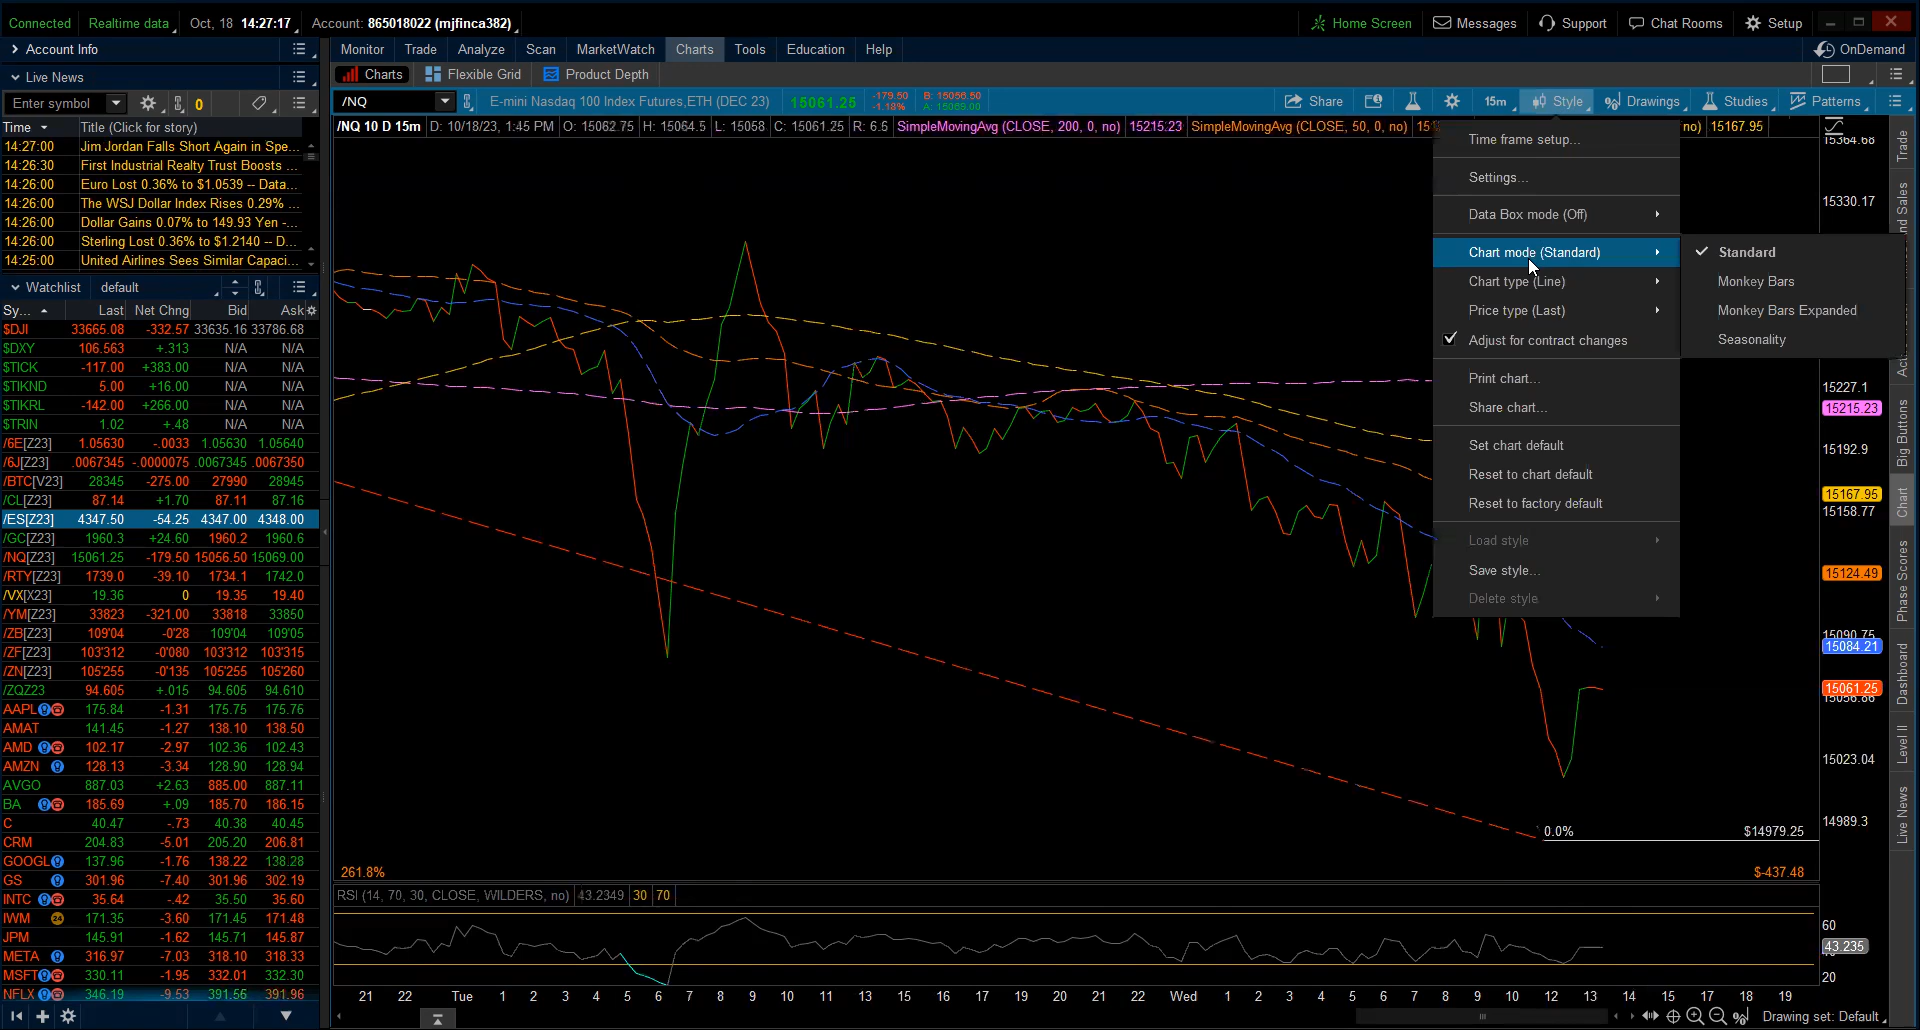 Connected Realtime data Oct, 18 14:27:17 Account: 865018022 (mjfinca382) Home Screen Messages Support Chat Rooms Setup
Account Info Monitor Trade Analyze Scan MarketWatch Charts Tools Education Help OnDemand
Live News Charts Flexible Grid Product Depth
Enter symbol 0 /NQ E-mini Nasdaq 100 Index Futures,ETH (DEC 23) 15061.25 -179.50 -1.18% B: 15056.50 A: 15069.00 Share 15m Style Drawings Studies Patterns
Time Title (Click for story) /NQ 10 D 15m D: 10/18/23, 1:45 PM O: 15062.75 H: 15064.5 L: 15058 C: 15061.25 R: 6.5 SimpleMovingAvg (CLOSE, 200, 0, no) 15215.23 SimpleMovingAvg (CLOSE, 50, 0, no) no) 15167.95
14:27:00 Jim Jordan Falls Short Again in Spe...
14:26:30 First Industrial Realty Trust Boosts ...
14:26:00 Euro Lost 0.36% to $1.0539 -- Data...
14:26:00 The WSJ Dollar Index Rises 0.29% ...
14:26:00 Dollar Gains 0.07% to 149.93 Yen -...
14:26:00 Sterling Lost 0.36% to $1.2140 -- D...
14:25:00 United Airlines Sees Similar Capaci...
Watchlist default
Sy... Last Net Chng Bid Ask
$DJI 33665.08 -332.57 33635.16 33786.68
$DXY 106.563 +.313 N/A N/A
$TICK -117.00 +383.00 N/A N/A
$TIKND 5.00 +16.00 N/A N/A
$TIKRL -142.00 +266.00 N/A N/A
$TRIN 1.02 +.48 N/A N/A
/6E[Z23] 1.05630 -.0033 1.05630 1.05640
/6J[Z23] .0067345 -.0000075 .0067345 .0067350
/BTC[V23] 28345 -275.00 27990 28945
/CL[Z23] 87.14 +1.70 87.11 87.16
/ES[Z23] 4347.50 -54.25 4347.00 4348.00
/GC[Z23] 1960.3 +24.60 1960.2 1960.6
/NQ[Z23] 15061.25 -179.50 15056.50 15069.00
/RTY[Z23] 1739.0 -39.10 1734.1 1742.0
/VX[X23] 19.36 0 19.35 19.40
/YM[Z23] 33823 -321.00 33818 33850
/ZB[Z23] 109'04 -0'28 109'04 109'05
/ZF[Z23] 103'312 -0'080 103'312 103'315
/ZN[Z23] 105'255 -0'135 105'255 105'260
/ZQZ23 94.605 +.015 94.605 94.610
AAPL 175.84 -1.31 175.75 175.76
AMAT 141.45 -1.27 138.10 138.50
AMD 102.17 -2.97 102.36 102.43
AMZN 128.13 -3.34 128.90 128.94
AVGO 887.03 +2.63 885.00 887.11
BA 185.69 +.09 185.70 186.15
C 40.47 -.73 40.38 40.45
CRM 204.83 -5.01 205.20 206.81
GOOGL 137.96 -1.76 138.22 138.28
GS 301.96 -7.40 301.96 302.19
INTC 35.64 -.42 35.50 35.60
IWM 24 171.35 -3.60 171.45 171.48
JPM 145.91 -1.62 145.71 145.87
META 316.97 -7.03 318.10 318.33
MSFT 330.11 -1.95 332.01 332.30
NFLX 346.19 -9.53 391.55 391.96
Time frame setup...
Settings...
Data Box mode (Off)
Chart mode (Standard)
Chart type (Line)
Price type (Last)
Adjust for contract changes
Print chart...
Share chart...
Set chart default
Reset to chart default
Reset to factory default
Load style
Save style...
Delete style
Standard
Monkey Bars
Monkey Bars Expanded
Seasonality
15364.68
15330.17
15227.1
15215.23
15192.9
15167.95
15158.77
15124.49
15090.75
15084.21
15061.25
15023.04
14989.3
0.0% $14979.25
261.8% $-437.48
RSI (14, 70, 30, CLOSE, WILDERS, no) 43.2349 30 70
60
43.235
20
21 22 Tue 1 2 3 4 5 6 7 8 9 10 11 13 15 16 17 19 20 21 22 Wed 1 2 3 4 5 6 7 8 9 10 12 13 14 16 17 18 19
Drawing set: Default
Trade
nd Sales
Big Buttons
Chart
Phase Scores
Dashboard
Level II
Live News